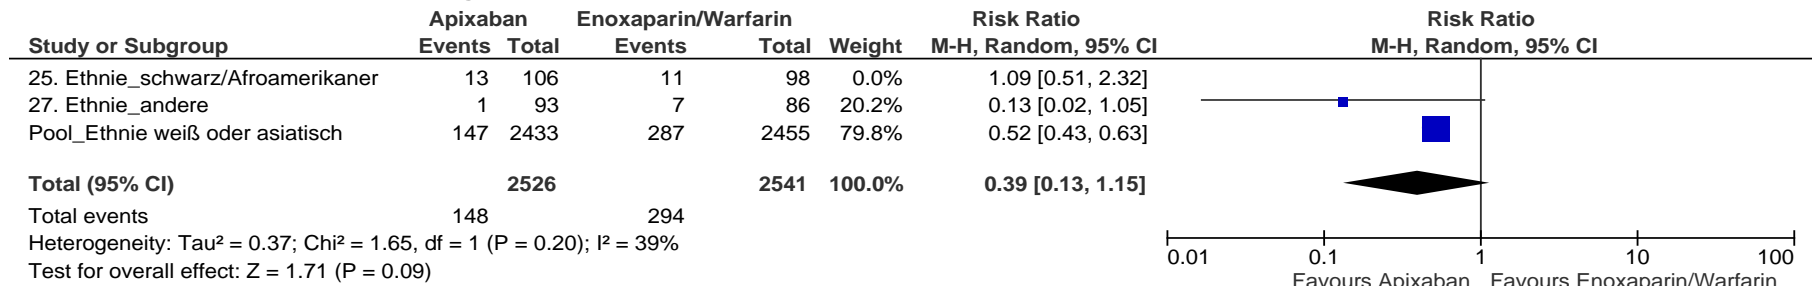 Apixaban Enoxaparin/Warfarin Risk Ratio Risk Ratio
Study or Subgroup Events Total Events Total Weight M-H, Random, 95% CI M-H, Random, 95% CI
25. Ethnie_schwarz/Afroamerikaner 13 106 11 98 0.0% 1.09 [0.51, 2.32]
27. Ethnie_andere 1 93 7 86 20.2% 0.13 [0.02, 1.05]
Pool_Ethnie weiß oder asiatisch 147 2433 287 2455 79.8% 0.52 [0.43, 0.63]
Total (95% CI) 2526 2541 100.0% 0.39 [0.13, 1.15]
Total events 148 294
Heterogeneity: Tau² = 0.37; Chi² = 1.65, df = 1 (P = 0.20); I² = 39%
Test for overall effect: Z = 1.71 (P = 0.09)
0.01 0.1 1 10 100
Favours Apixaban Favours Enoxaparin/Warfarin